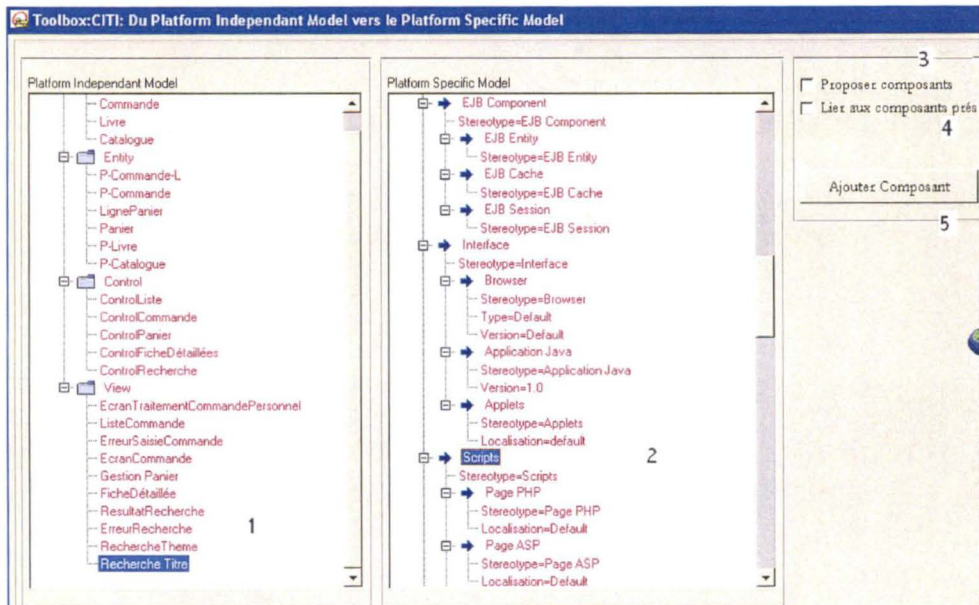 Toolbox:CITI: Du Platform Independant Model vers le Platform Specific Model
Platform Independant Model
Commande
Livre
Catalogue
Entity
P-Commande-L
P-Commande
LignePanier
Panier
P-Livre
P-Catalogue
Control
ControlListe
ControlCommande
ControlPanier
ControlFicheDétaillées
ControlRecherche
View
EcranTraitementCommandePersonnel
ListeCommande
ErreurSaisieCommande
EcranCommande
Gestion Panier
FicheDétaillée
ResultatRecherche
ErreurRecherche
1
RechercheTheme
Recherche Titre
Platform Specific Model
EJB Component
Stereotype=EJB Component
EJB Entity
Stereotype=EJB Entity
EJB Cache
Stereotype=EJB Cache
EJB Session
Stereotype=EJB Session
Interface
Stereotype=Interface
Browser
Stereotype=Browser
Type=Default
Version=Default
Application Java
Stereotype=Application Java
Version=1.0
Applets
Stereotype=Applets
Localisation=default
Scripts
2
Stereotype=Scripts
Page PHP
Stereotype=Page PHP
Localisation=Default
Page ASP
Stereotype=Page ASP
Localisation=Default
3
Proposer composants
Lier aux composants prés
4
Ajouter Composant
5